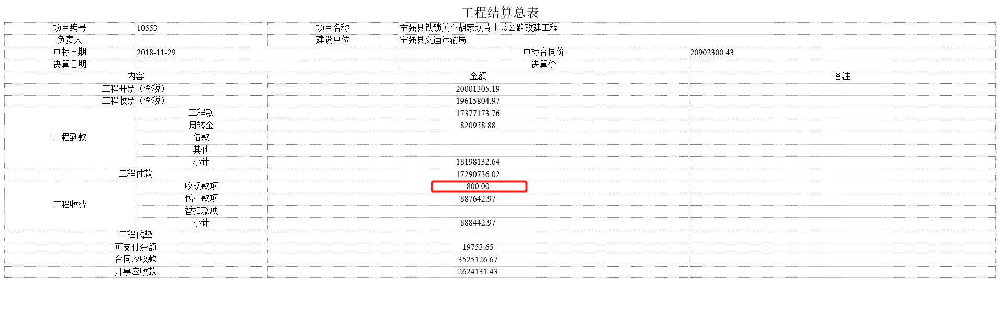 工程结算总表
项目编号 10553 项目名称 宁强县铁锁关至胡家坝黄土岭公路改建工程
负责人 建设单位 宁强县交通运输局
中标日期 2018-11-29 中标合同价 20902300.43
决算日期 决算价
内容 金额 备注
工程开票（含税） 20001305.19
工程收票（含税） 19615804.97
工程到款 工程款 17377173.76
周转金 820958.88
借款
其他
小计 18198132.64
工程付款 17290736.02
工程收费 收现款项 800.00
代扣款项 887642.97
暂扣款项
小计 888442.97
工程代垫
可支付余额 19753.65
合同应收款 3525126.67
开票应收款 2624131.43